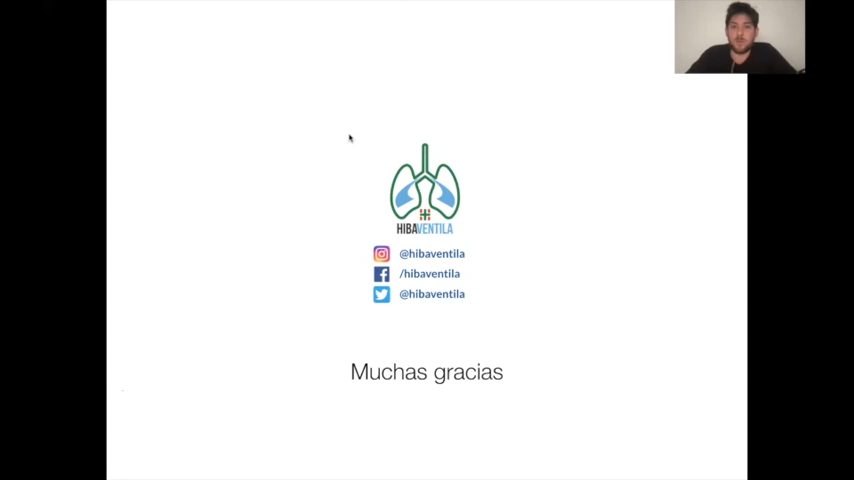 HIBAVENTILA
@hibaventila
/hibaventila
@hibaventila
Muchas gracias